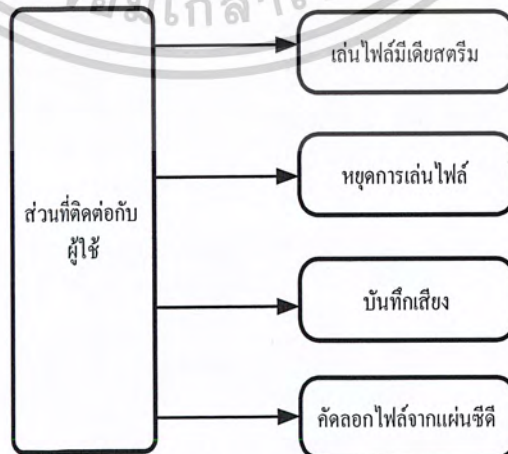 เล่นไฟล์มีเดียสตรีม
หยุดการเล่นไฟล์
ส่วนที่ติดต่อกับ
ผู้ใช้
บันทึกเสียง
คัดลอกไฟล์จากแผ่นซีดี